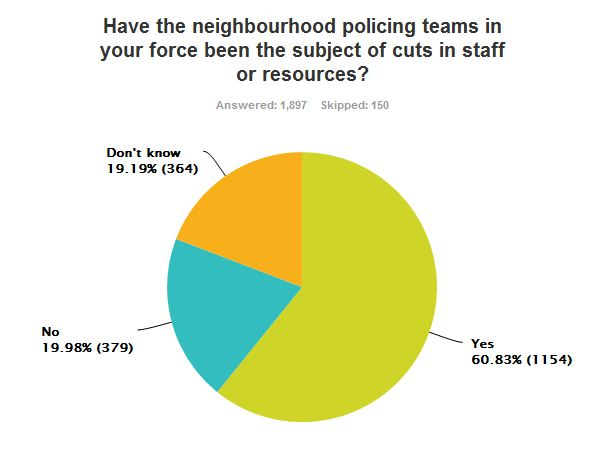 Have the neighbourhood policing teams in
your force been the subject of cuts in staff
or resources?
Answered: 1,897 Skipped: 150
Don't know
19.19% (364)
No
19.98% (379)
Yes
60.83% (1154)